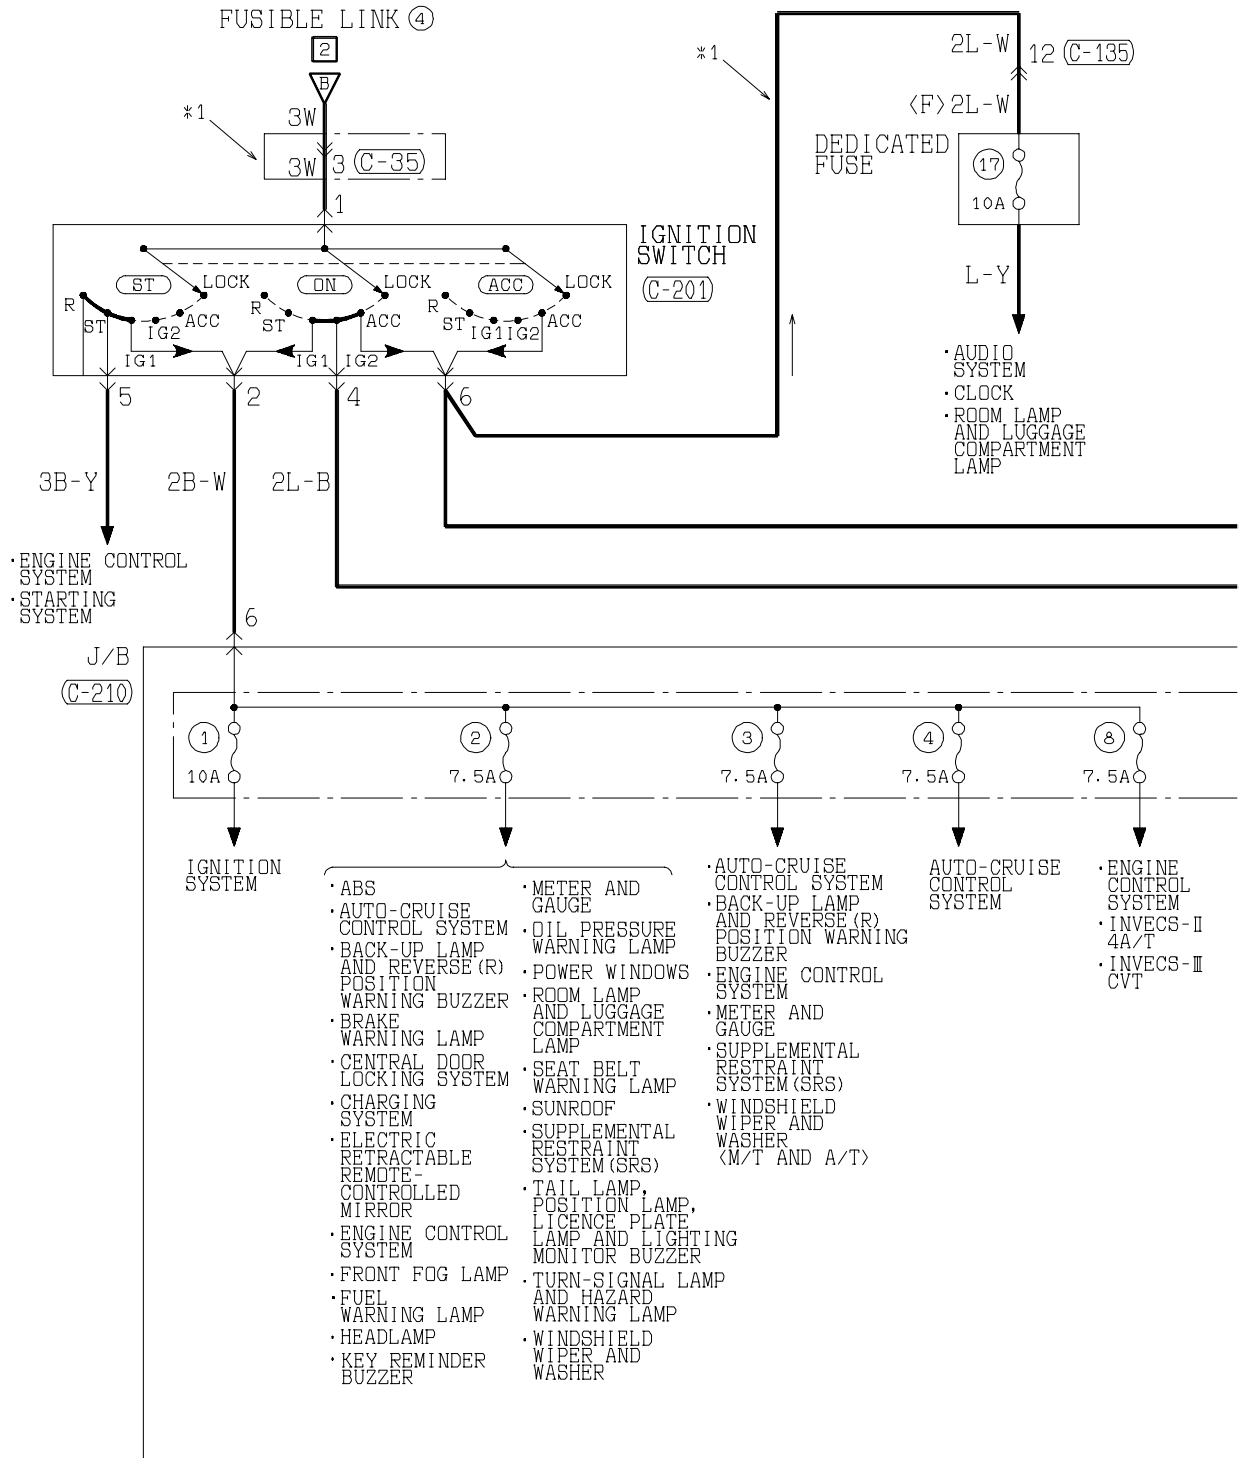 FUSIBLE LINK ④
2
B
3W
*1
3W 3 (C-35)
1
*1
2L-W
12 (C-135)
<F>2L-W
DEDICATED
FUSE
17
10A
L-Y
·AUDIO
SYSTEM
·CLOCK
·ROOM LAMP
AND LUGGAGE
COMPARTMENT
LAMP
IGNITION
SWITCH
(C-201)
ST LOCK ON LOCK ACC LOCK
R ST IG1 IG2 ACC
R ST IG1 IG2 ACC
R ST IG1 IG2 ACC
5 2 4 6
3B-Y 2B-W 2L-B
·ENGINE CONTROL
SYSTEM
·STARTING
SYSTEM
6
J/B
(C-210)
1 2 3 4 8
10A 7.5A 7.5A 7.5A 7.5A
IGNITION
SYSTEM
·ABS
·AUTO-CRUISE
CONTROL SYSTEM
·BACK-UP LAMP
AND REVERSE(R)
POSITION
WARNING BUZZER
·BRAKE
WARNING LAMP
·CENTRAL DOOR
LOCKING SYSTEM
·CHARGING
SYSTEM
·ELECTRIC
RETRACTABLE
REMOTE-
CONTROLLED
MIRROR
·ENGINE CONTROL
SYSTEM
·FRONT FOG LAMP
·FUEL
WARNING LAMP
·HEADLAMP
·KEY REMINDER
BUZZER
·METER AND
GAUGE
·OIL PRESSURE
WARNING LAMP
·POWER WINDOWS
·ROOM LAMP
AND LUGGAGE
COMPARTMENT
LAMP
·SEAT BELT
WARNING LAMP
·SUNROOF
·SUPPLEMENTAL
RESTRAINT
SYSTEM(SRS)
·TAIL LAMP,
POSITION LAMP,
LICENCE PLATE
LAMP AND LIGHTING
MONITOR BUZZER
·TURN-SIGNAL LAMP
AND HAZARD
WARNING LAMP
·WINDSHIELD
WIPER AND
WASHER
·AUTO-CRUISE
CONTROL SYSTEM
·BACK-UP LAMP
AND REVERSE(R)
POSITION WARNING
BUZZER
·ENGINE CONTROL
SYSTEM
·METER AND
GAUGE
·SUPPLEMENTAL
RESTRAINT
SYSTEM(SRS)
·WINDSHIELD
WIPER AND
WASHER
<M/T AND A/T>
AUTO-CRUISE
CONTROL
SYSTEM
·ENGINE
CONTROL
SYSTEM
·INVECS-Ⅱ
4A/T
·INVECS-Ⅲ
CVT